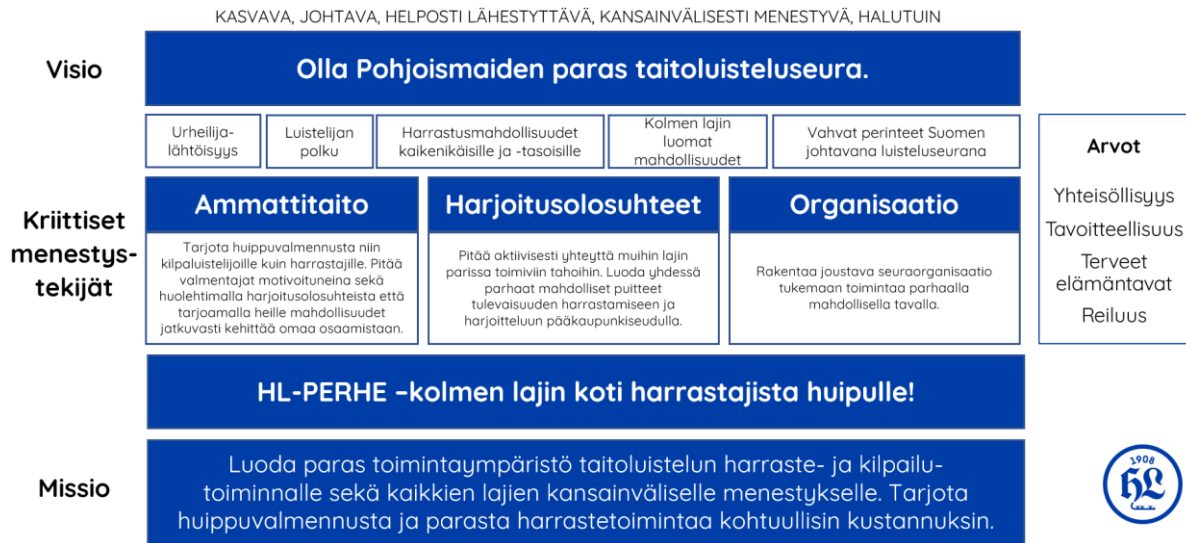 KASVAVA, JOHTAVA, HELPOSTI LÄHESTYTTÄVÄ, KANSAINVÄLISESTI MENESTYVÄ, HALUTUIN
Visio
Olla Pohjoismaiden paras taitoluisteluseura.
Urheilija-
lähtöisyys
Luistelijan
polku
Harrastusmahdollisuudet
kaikenikäisille ja -tasoisille
Kolmen lajin
luomat
mahdollisuudet
Vahvat perinteet Suomen
johtavana luisteluseurana
Kriittiset
menestys-
tekijät
Ammattitaito
Tarjota huippuvalmennusta niin
kilpaluistelijoille kuin harrastajille. Pitää
valmentajat motivoituneina sekä
huolehtimalla harjoitusolosuhteista että
tarjoamalla heille mahdollisuudet
jatkuvasti kehittää omaa osaamistaan.
Harjoitusolosuhteet
Pitää aktiivisesti yhteyttä muihin lajin
parissa toimiviin tahoihin. Luoda yhdessä
parhaat mahdolliset puitteet
tulevaisuuden harrastamiseen ja
harjoitteluun pääkaupunkiseudulla.
Organisaatio
Rakentaa joustava seuraorganisaatio
tukemaan toimintaa parhaalla
mahdollisella tavalla.
Arvot
Yhteisöllisyys
Tavoitteellisuus
Terveet
elämäntavat
Reiluus
HL-PERHE –kolmen lajin koti harrastajista huipulle!
Missio
Luoda paras toimintaympäristö taitoluistelun harraste- ja kilpailu-
toiminnalle sekä kaikkien lajien kansainväliselle menestykselle. Tarjota
huippuvalmennusta ja parasta harrastetoimintaa kohtuullisin kustannuksin.
1908
HL